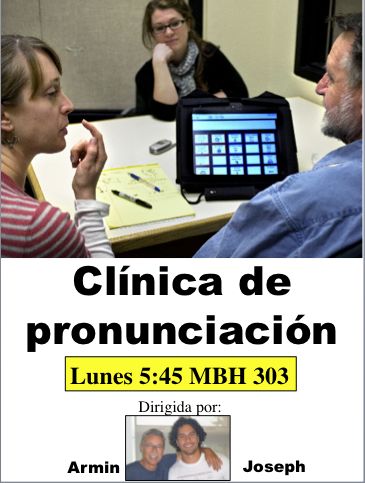 Clínica de
pronunciación
Lunes 5:45 MBH 303
Dirigida por:
Armin
Joseph